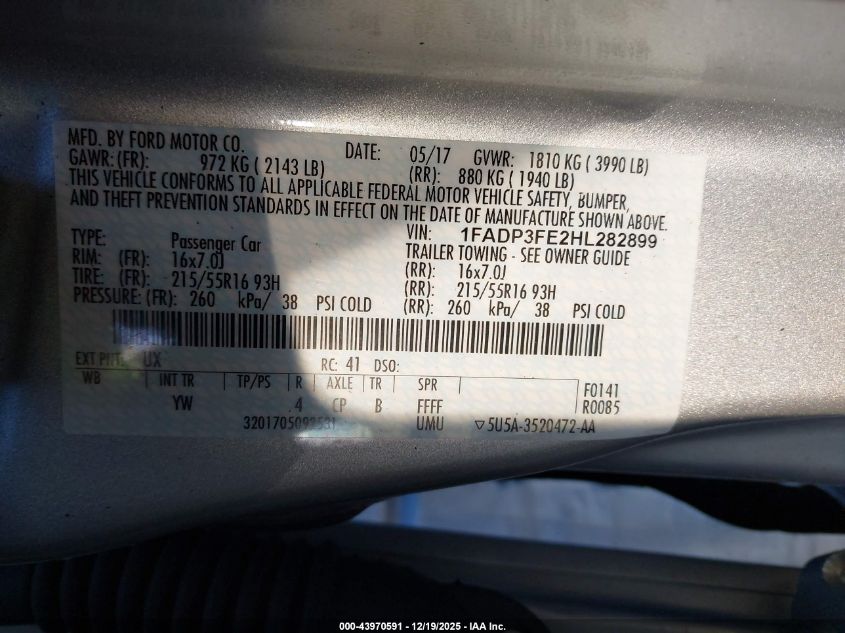 MFD. BY FORD MOTOR CO. DATE: 05/17 GVWR: 1810 KG ( 3990 LB)
GAWR: (FR): 972 KG ( 2143 LB) (RR): 880 KG ( 1940 LB)
THIS VEHICLE CONFORMS TO ALL APPLICABLE FEDERAL MOTOR VEHICLE SAFETY, BUMPER,
AND THEFT PREVENTION STANDARDS IN EFFECT ON THE DATE OF MANUFACTURE SHOWN ABOVE.
VIN: 1FADP3FE2HL282899
TYPE: Passenger Car TRAILER TOWING - SEE OWNER GUIDE
RIM: (FR): 16x7.0J (RR): 16x7.0J
TIRE: (FR): 215/55R16 93H (RR): 215/55R16 93H
PRESSURE: (FR): 260 kPa/ 38 PSI COLD (RR): 260 kPa/ 38 PSI COLD
EXT PNT: UX RC: 41 DSO:
WB INT TR TP/PS R AXLE TR SPR F0141
YW .4 CP B FFFF R0085
UMU ▽5U5A-3520472-AA
000-43970591 - 12/19/2025 - IAA Inc.